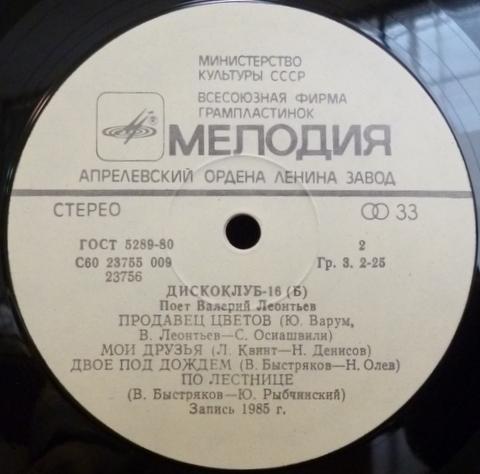 МИНИСТЕРСТВО
КУЛЬТУРЫ СССР
ВСЕСОЮЗНАЯ ФИРМА
ГРАМПЛАСТИНОК
МЕЛОДИЯ
АПРЕЛЕВСКИЙ ОРДЕНА ЛЕНИНА ЗАВОД
СТЕРЕО 33
ГОСТ 5289-80 2
С60 23755 009 Гр. 3. 2-25
23756
ДИСКОКЛУБ-16 (Б)
Поет Валерий Леонтьев
ПРОДАВЕЦ ЦВЕТОВ (Ю. Варум,
В. Леонтьев—С. Осиашвили)
МОИ ДРУЗЬЯ (Л. Квинт—Н. Денисов)
ДВОЕ ПОД ДОЖДЕМ (В. Быстряков—Н. Олев)
ПО ЛЕСТНИЦЕ
(В. Быстряков—Ю. Рыбчинский)
Запись 1985 г.